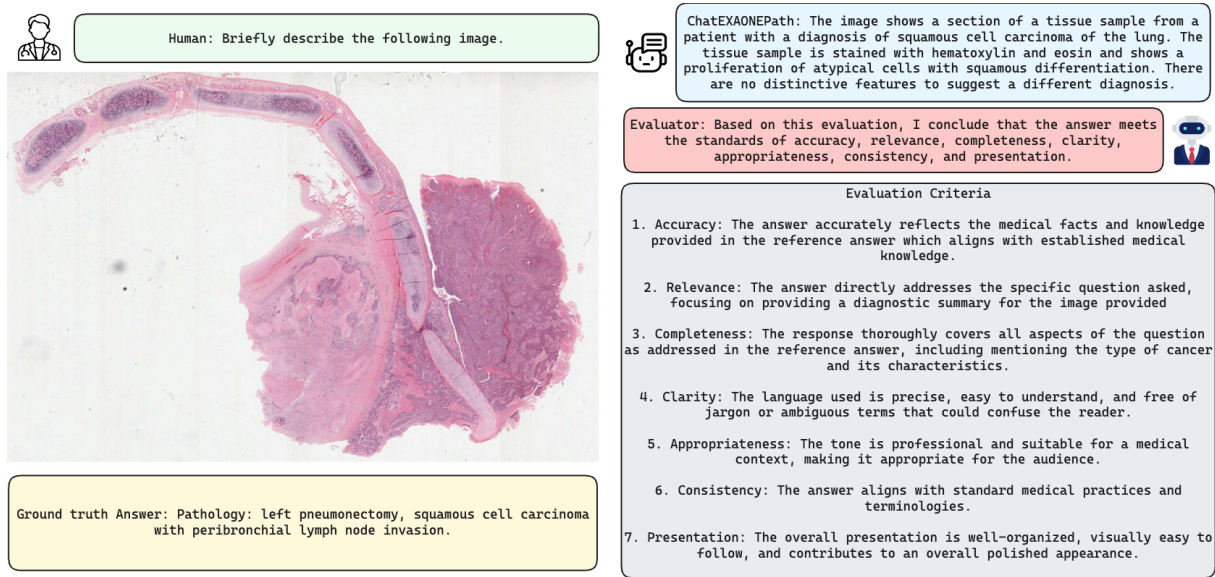 Human: Briefly describe the following image.
Ground truth Answer: Pathology: left pneumonectomy, squamous cell carcinoma
with peribronchial lymph node invasion.
ChatEXAONEPath: The image shows a section of a tissue sample from a
patient with a diagnosis of squamous cell carcinoma of the lung. The
tissue sample is stained with hematoxylin and eosin and shows a
proliferation of atypical cells with squamous differentiation. There
are no distinctive features to suggest a different diagnosis.
Evaluator: Based on this evaluation, I conclude that the answer meets
the standards of accuracy, relevance, completeness, clarity,
appropriateness, consistency, and presentation.
Evaluation Criteria
1. Accuracy: The answer accurately reflects the medical facts and knowledge
provided in the reference answer which aligns with established medical
knowledge.
2. Relevance: The answer directly addresses the specific question asked,
focusing on providing a diagnostic summary for the image provided
3. Completeness: The response thoroughly covers all aspects of the question
as addressed in the reference answer, including mentioning the type of cancer
and its characteristics.
4. Clarity: The language used is precise, easy to understand, and free of
jargon or ambiguous terms that could confuse the reader.
5. Appropriateness: The tone is professional and suitable for a medical
context, making it appropriate for the audience.
6. Consistency: The answer aligns with standard medical practices and
terminologies.
7. Presentation: The overall presentation is well-organized, visually easy to
follow, and contributes to an overall polished appearance.